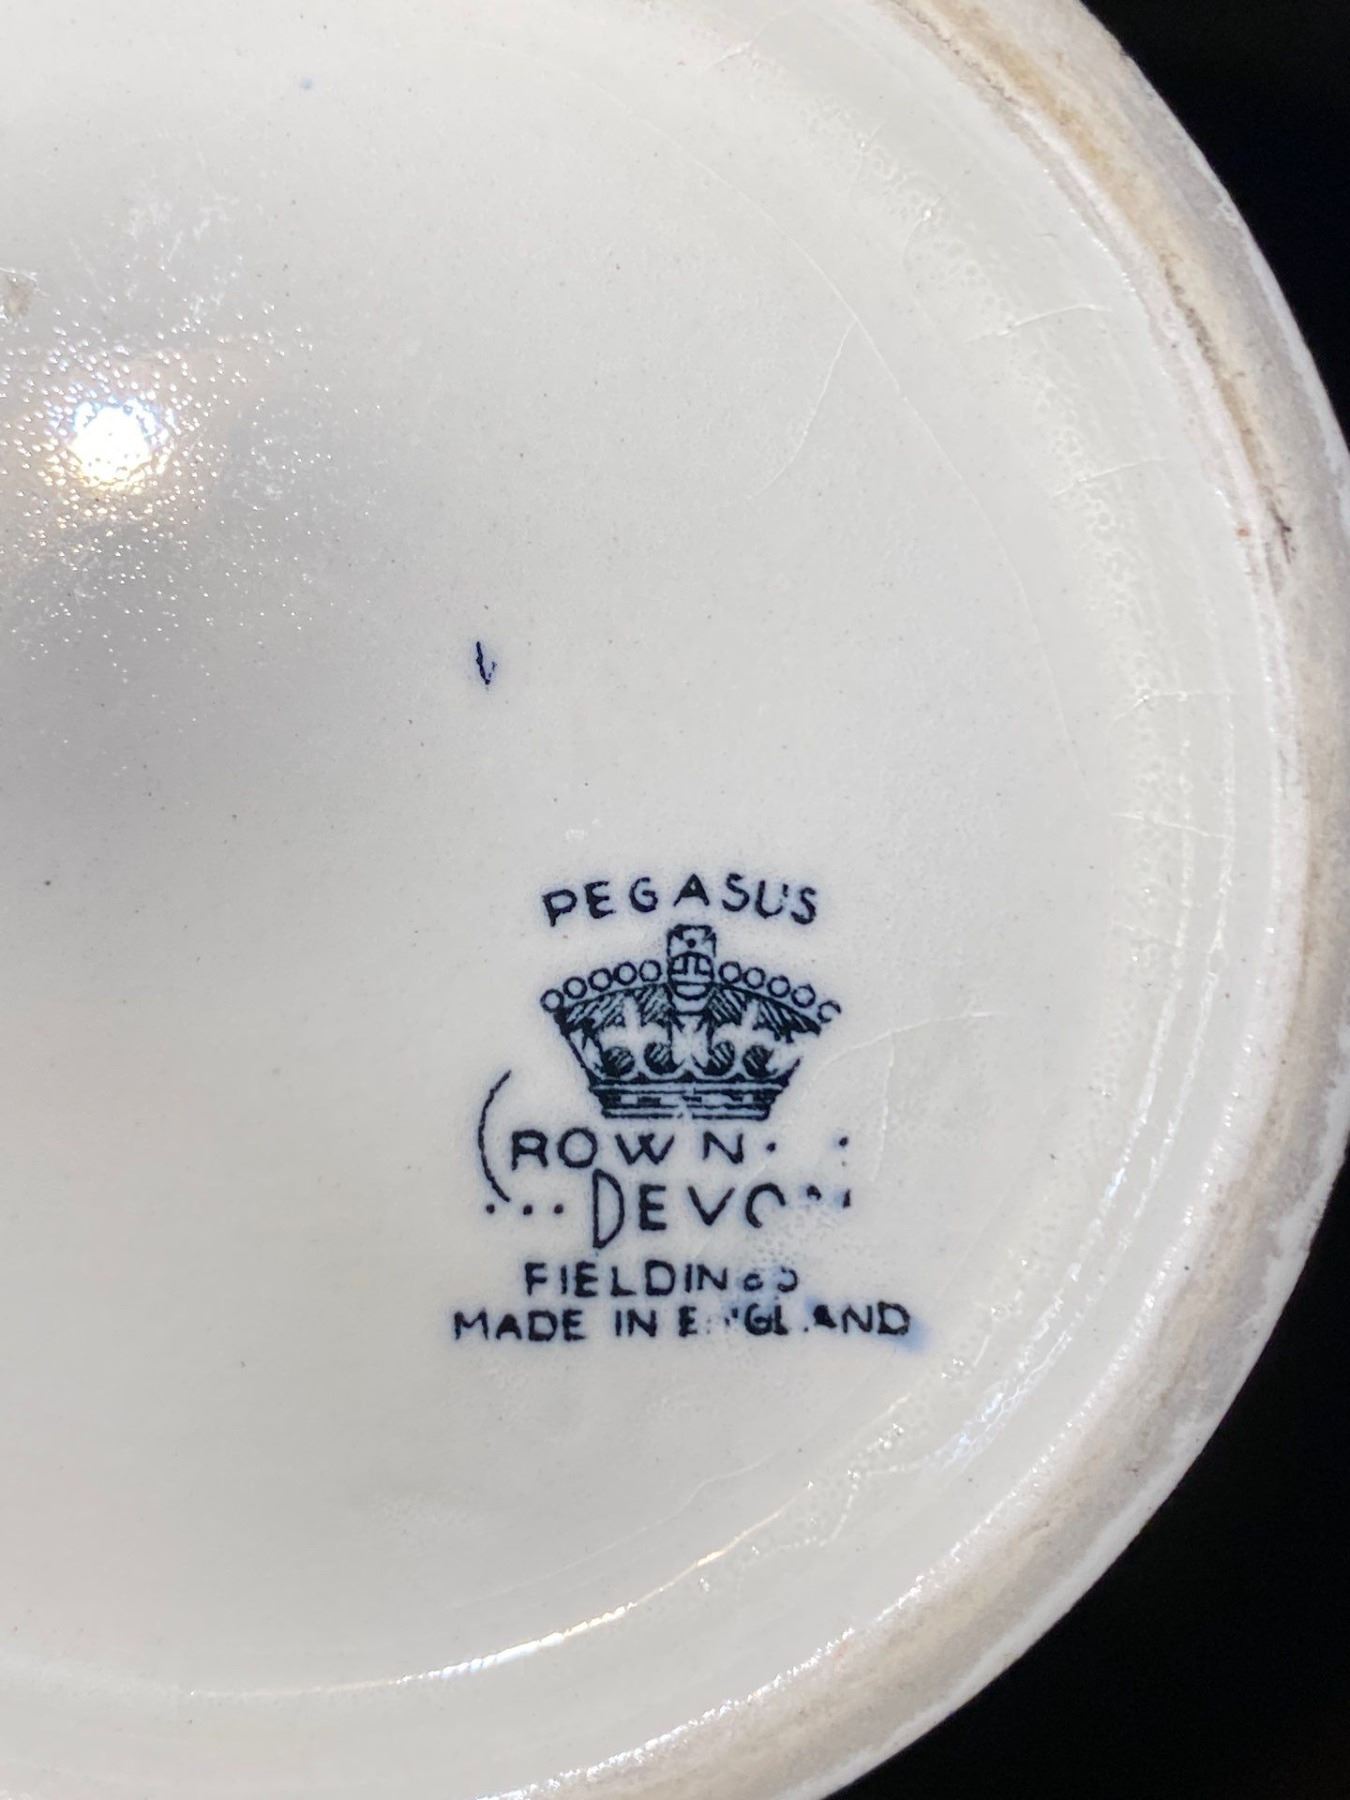 PEGASUS
CROWN
DEVON
FIELDINGS
MADE IN ENGLAND